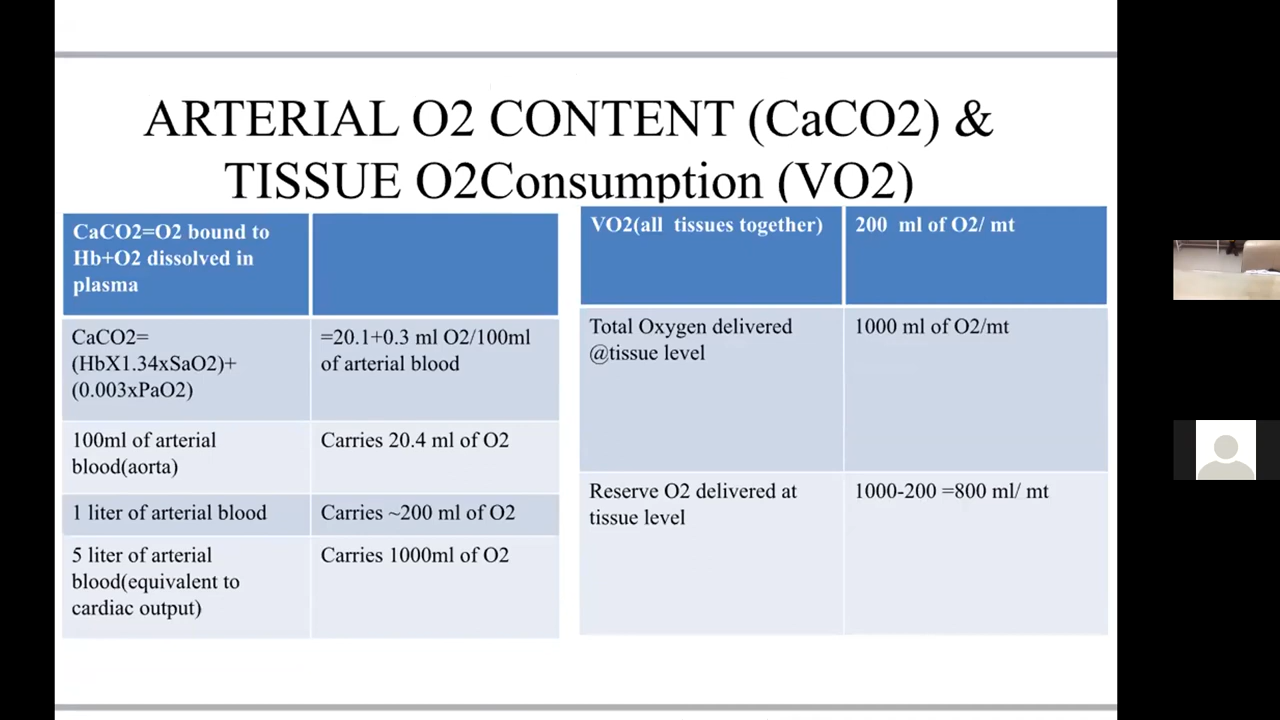 ARTERIAL O2 CONTENT (CaCO2) &
TISSUE O2Consumption (VO2)
CaCO2=O2 bound to
Hb+O2 dissolved in
plasma
CaCO2=
(HbX1.34xSaO2)+
(0.003xPaO2)
=20.1+0.3 ml O2/100ml
of arterial blood
100ml of arterial
blood(aorta)
Carries 20.4 ml of O2
1 liter of arterial blood
Carries ~200 ml of O2
5 liter of arterial
blood(equivalent to
cardiac output)
Carries 1000ml of O2
VO2(all tissues together)
200 ml of O2/ mt
Total Oxygen delivered
@tissue level
1000 ml of O2/mt
Reserve O2 delivered at
tissue level
1000-200 =800 ml/ mt